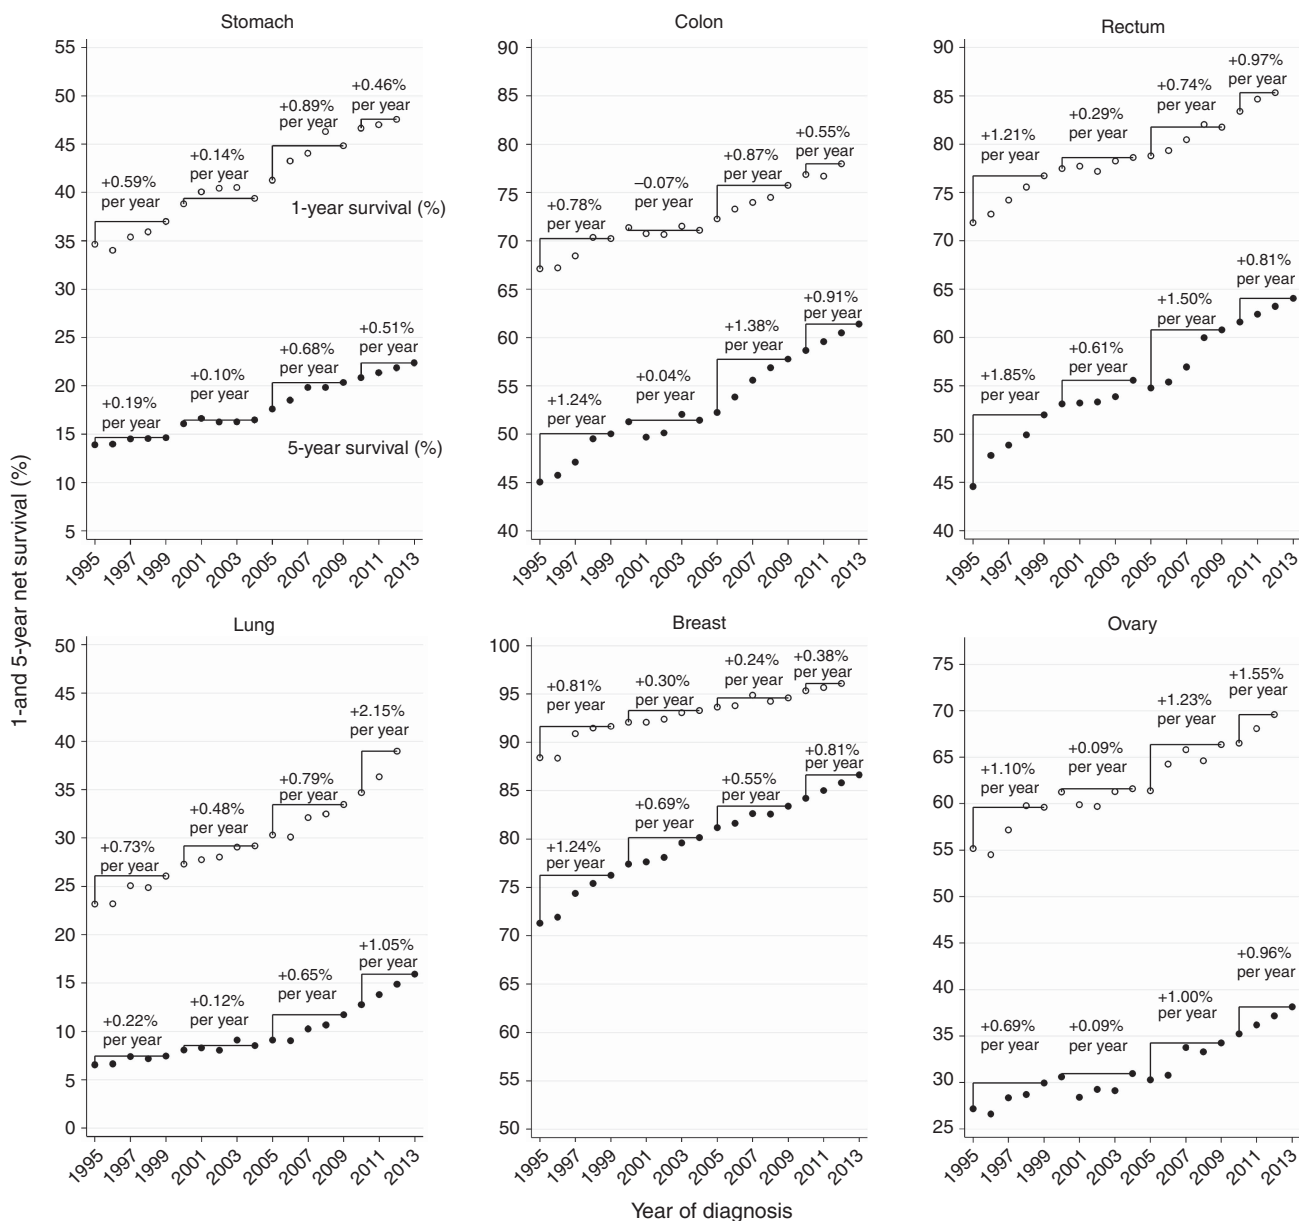 1-and 5-year net survival (%)
Stomach
55
50
45
40
35
30
25
20
15
10
5
+0.59%
per year
+0.14%
per year
+0.89%
per year
+0.46%
per year
1-year survival (%)
+0.19%
per year
+0.10%
per year
+0.68%
per year
+0.51%
per year
5-year survival (%)
1995 1997 1999 2001 2003 2005 2007 2009 2011 2013
Colon
90
85
80
75
70
65
60
55
50
45
40
+0.78%
per year
–0.07%
per year
+0.87%
per year
+0.55%
per year
+1.24%
per year
+0.04%
per year
+1.38%
per year
+0.91%
per year
1995 1997 1999 2001 2003 2005 2007 2009 2011 2013
Rectum
90
85
80
75
70
65
60
55
50
45
40
+1.21%
per year
+0.29%
per year
+0.74%
per year
+0.97%
per year
+1.85%
per year
+0.61%
per year
+1.50%
per year
+0.81%
per year
1995 1997 1999 2001 2003 2005 2007 2009 2011 2013
Lung
50
45
40
35
30
25
20
15
10
5
0
+0.73%
per year
+0.48%
per year
+0.79%
per year
+2.15%
per year
+0.22%
per year
+0.12%
per year
+0.65%
per year
+1.05%
per year
1995 1997 1999 2001 2003 2005 2007 2009 2011 2013
Breast
100
95
90
85
80
75
70
65
60
55
50
+0.81%
per year
+0.30%
per year
+0.24%
per year
+0.38%
per year
+1.24%
per year
+0.69%
per year
+0.55%
per year
+0.81%
per year
1995 1997 1999 2001 2003 2005 2007 2009 2011 2013
Ovary
75
70
65
60
55
50
45
40
35
30
25
+1.10%
per year
+0.09%
per year
+1.23%
per year
+1.55%
per year
+0.69%
per year
+0.09%
per year
+1.00%
per year
+0.96%
per year
1995 1997 1999 2001 2003 2005 2007 2009 2011 2013
Year of diagnosis